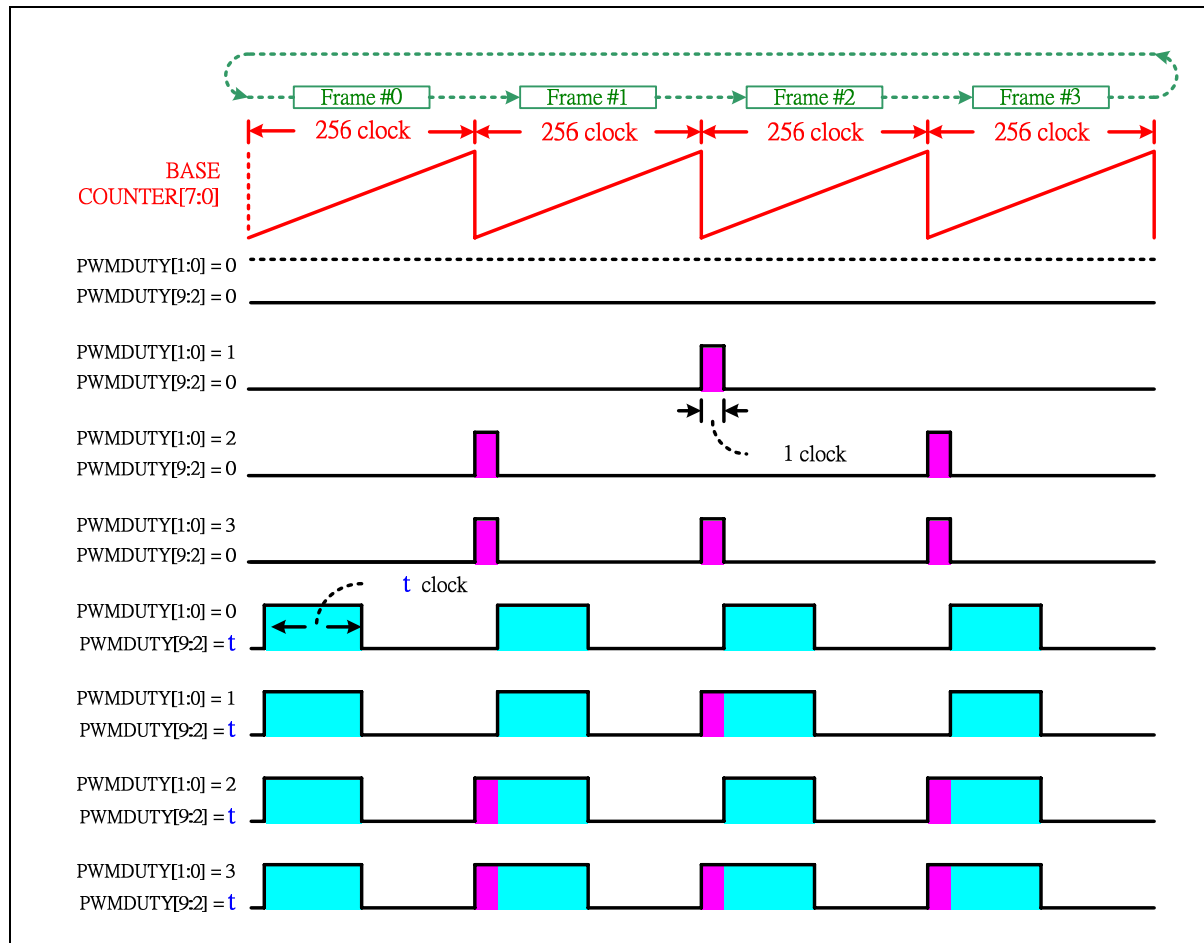 Frame #0 Frame #1 Frame #2 Frame #3
256 clock 256 clock 256 clock 256 clock
BASE
COUNTER[7:0]
PWMDUTY[1:0] = 0
PWMDUTY[9:2] = 0
PWMDUTY[1:0] = 1
PWMDUTY[9:2] = 0
1 clock
PWMDUTY[1:0] = 2
PWMDUTY[9:2] = 0
PWMDUTY[1:0] = 3
PWMDUTY[9:2] = 0
t clock
PWMDUTY[1:0] = 0
PWMDUTY[9:2] = t
PWMDUTY[1:0] = 1
PWMDUTY[9:2] = t
PWMDUTY[1:0] = 2
PWMDUTY[9:2] = t
PWMDUTY[1:0] = 3
PWMDUTY[9:2] = t